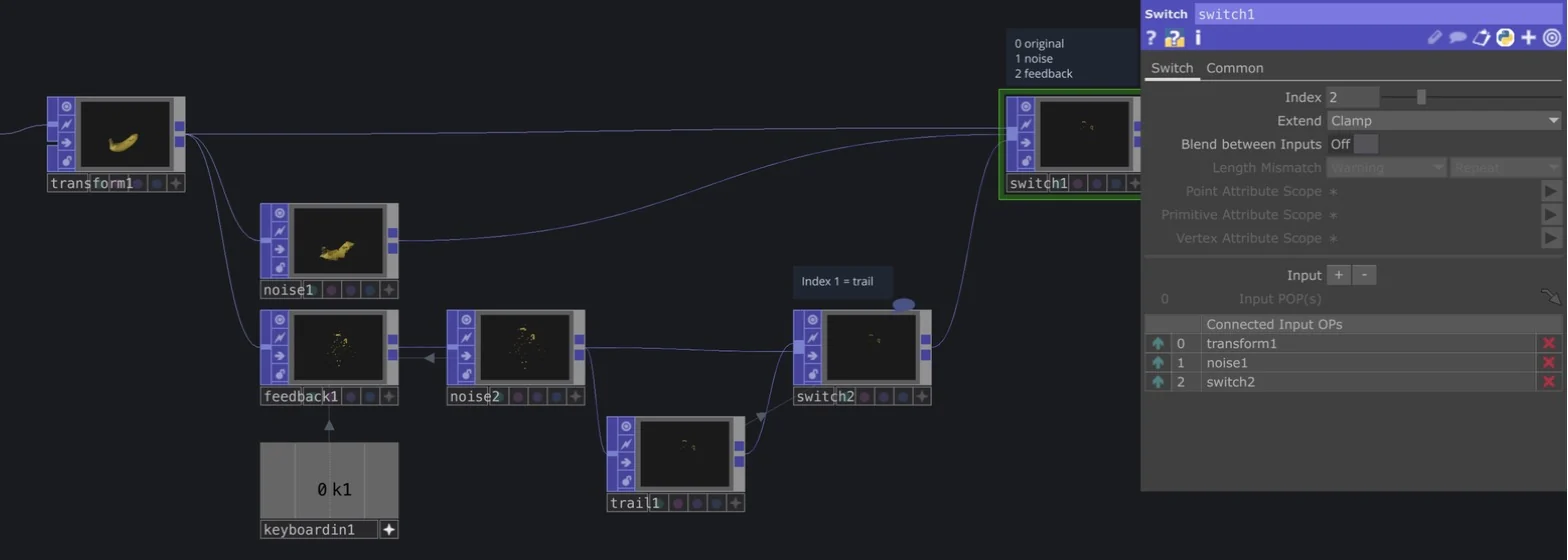 Switch switch1
? ? i
Switch Common
Index 2
Extend Clamp
Blend between Inputs Off
Length Mismatch Warning Repeat
Point Attribute Scope *
Primitive Attribute Scope *
Vertex Attribute Scope *
Input + -
0 Input POP(s)
Connected Input OPs
0 transform1
1 noise1
2 switch2
0 original
1 noise
2 feedback
switch1
transform1
noise1
Index 1 = trail
feedback1
noise2
switch2
trail1
0 k1
keyboardin1